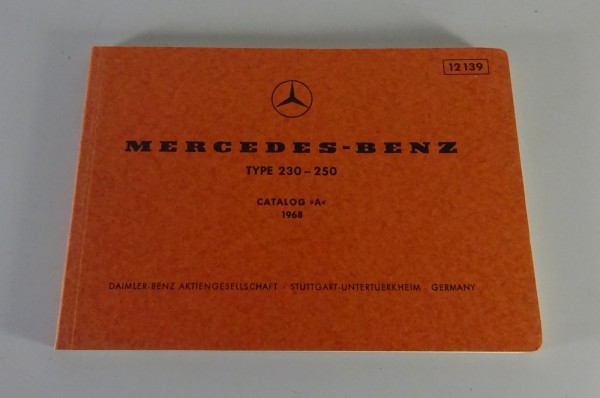 12 139
MERCEDES-BENZ
TYPE 230 – 250
CATALOG »A«
1968
DAIMLER-BENZ AKTIENGESELLSCHAFT · STUTTGART-UNTERTUERKHEIM · GERMANY